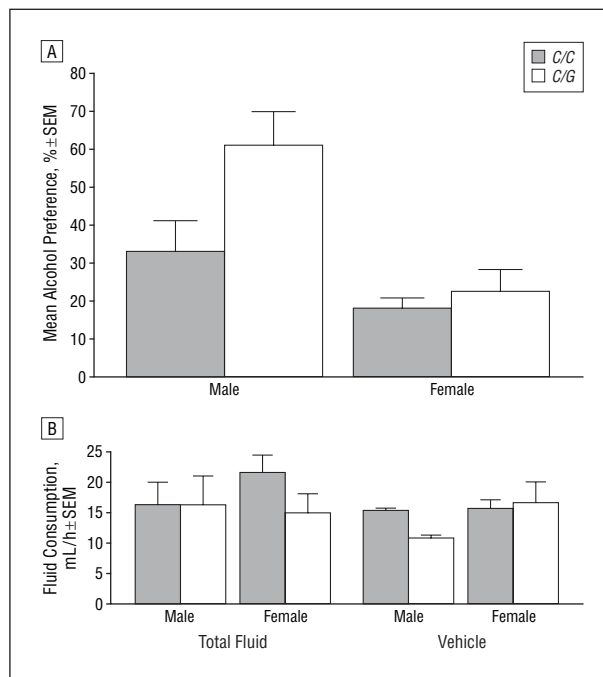 A
C/C
C/G
Mean Alcohol Preference, %±SEM
80
70
60
50
40
30
20
10
0
Male
Female
B
Fluid Consumption,
mL/h±SEM
25
20
15
10
5
0
Male
Female
Male
Female
Total Fluid
Vehicle